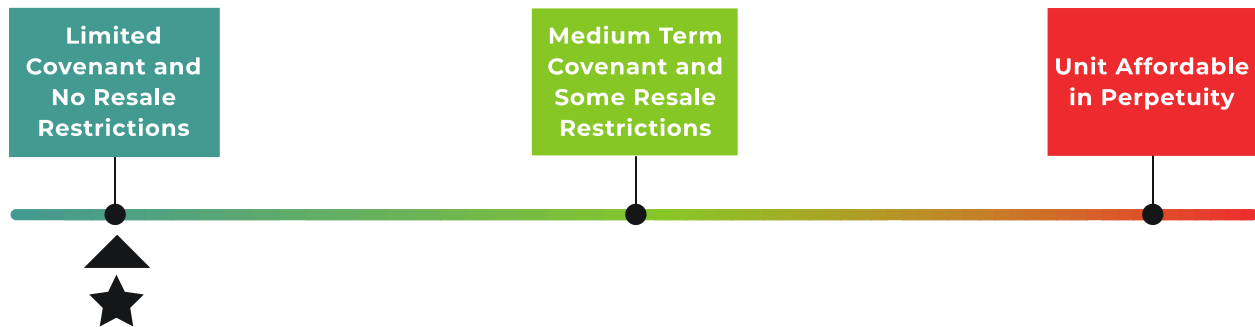 Limited
Covenant and
No Resale
Restrictions
Medium Term
Covenant and
Some Resale
Restrictions
Unit Affordable
in Perpetuity